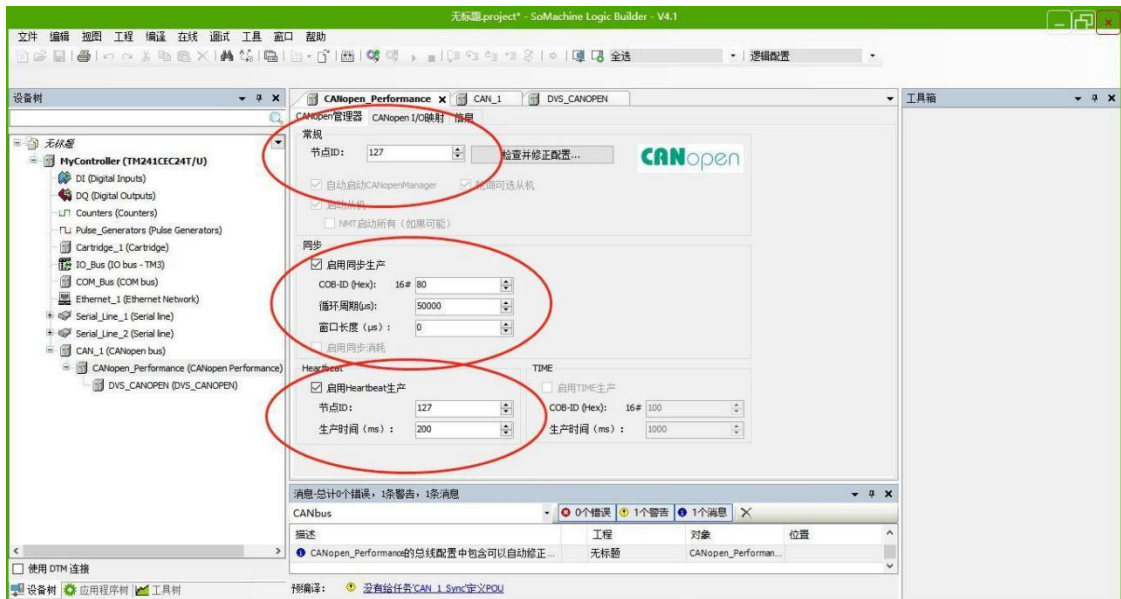 无标题.project* - SoMachine Logic Builder - V4.1
文件 编辑 视图 工程 编译 在线 调试 工具 窗口 帮助
全选 逻辑配置
设备树
无标题
MyController (TM241CEC24T/U)
DI (Digital Inputs)
DQ (Digital Outputs)
Counters (Counters)
Pulse_Generators (Pulse Generators)
Cartridge_1 (Cartridge)
IO_Bus (IO bus - TM3)
COM_Bus (COM bus)
Ethernet_1 (Ethernet Network)
Serial_Line_1 (Serial line)
Serial_Line_2 (Serial line)
CAN_1 (CANopen bus)
CANopen_Performance (CANopen Performance)
DVS_CANOPEN (DVS_CANOPEN)
使用 DTM 连接
设备树 应用程序树 工具树
CANopen_Performance CAN_1 DVS_CANOPEN
CANopen管理器 CANopen I/O映射 信息
常规
节点ID: 127 检查并修正配置... CANopen
自动启动CANopenManager 轮询可选从机
启动从机
NMT启动所有（如果可能）
同步
启用同步生产
COB-ID (Hex): 16# 80
循环周期(μs): 50000
窗口长度（μs）: 0
启用同步消耗
Heartbeat
启用Heartbeat生产
节点ID: 127
生产时间（ms）: 200
TIME
启用TIME生产
COB-ID (Hex): 16# 100
生产时间（ms）: 1000
消息-总计0个错误，1条警告，1条消息
CANbus 0个错误 1个警告 1个消息
描述 工程 对象 位置
CANopen_Performance的总线配置中包含可以自动修正... 无标题 CANopen_Performan...
预编译: 没有给任务'CAN_1_Sync'定义POU
工具箱